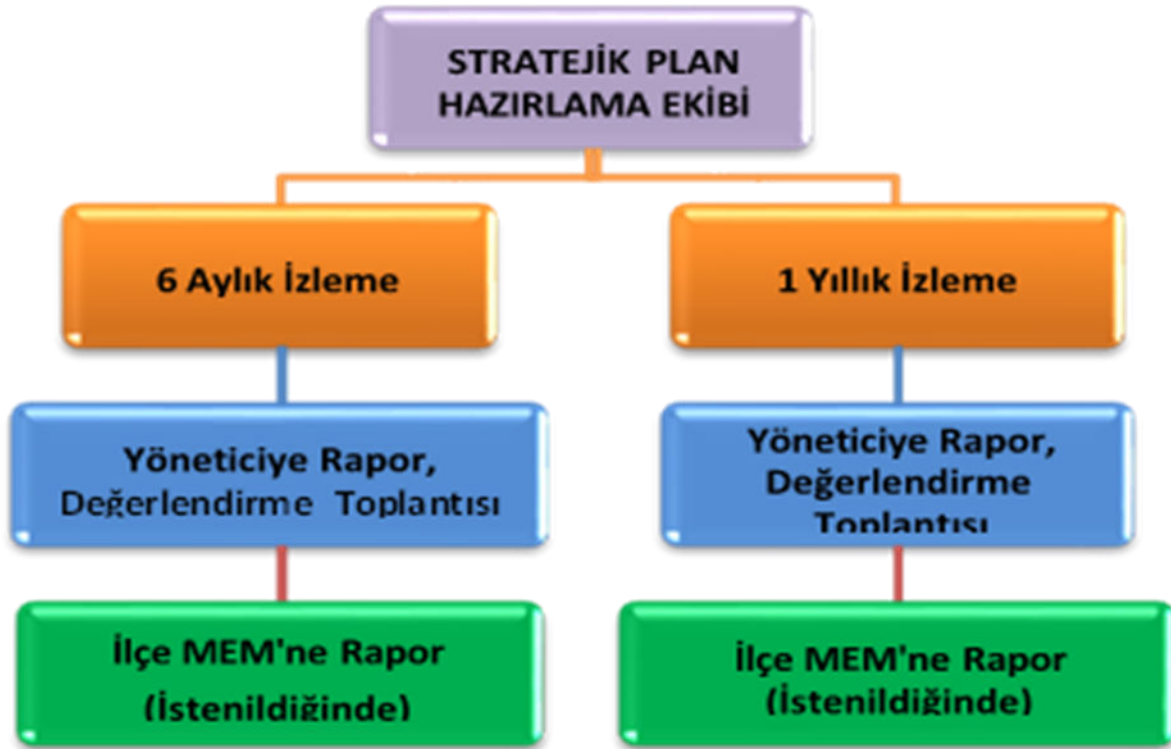 STRATEJİK PLAN
HAZIRLAMA EKİBİ
6 Aylık İzleme
1 Yıllık İzleme
Yöneticiye Rapor,
Değerlendirme Toplantısı
Yöneticiye Rapor,
Değerlendirme
Toplantısı
İlçe MEM'ne Rapor
(İstenildiğinde)
İlçe MEM'ne Rapor
(İstenildiğinde)